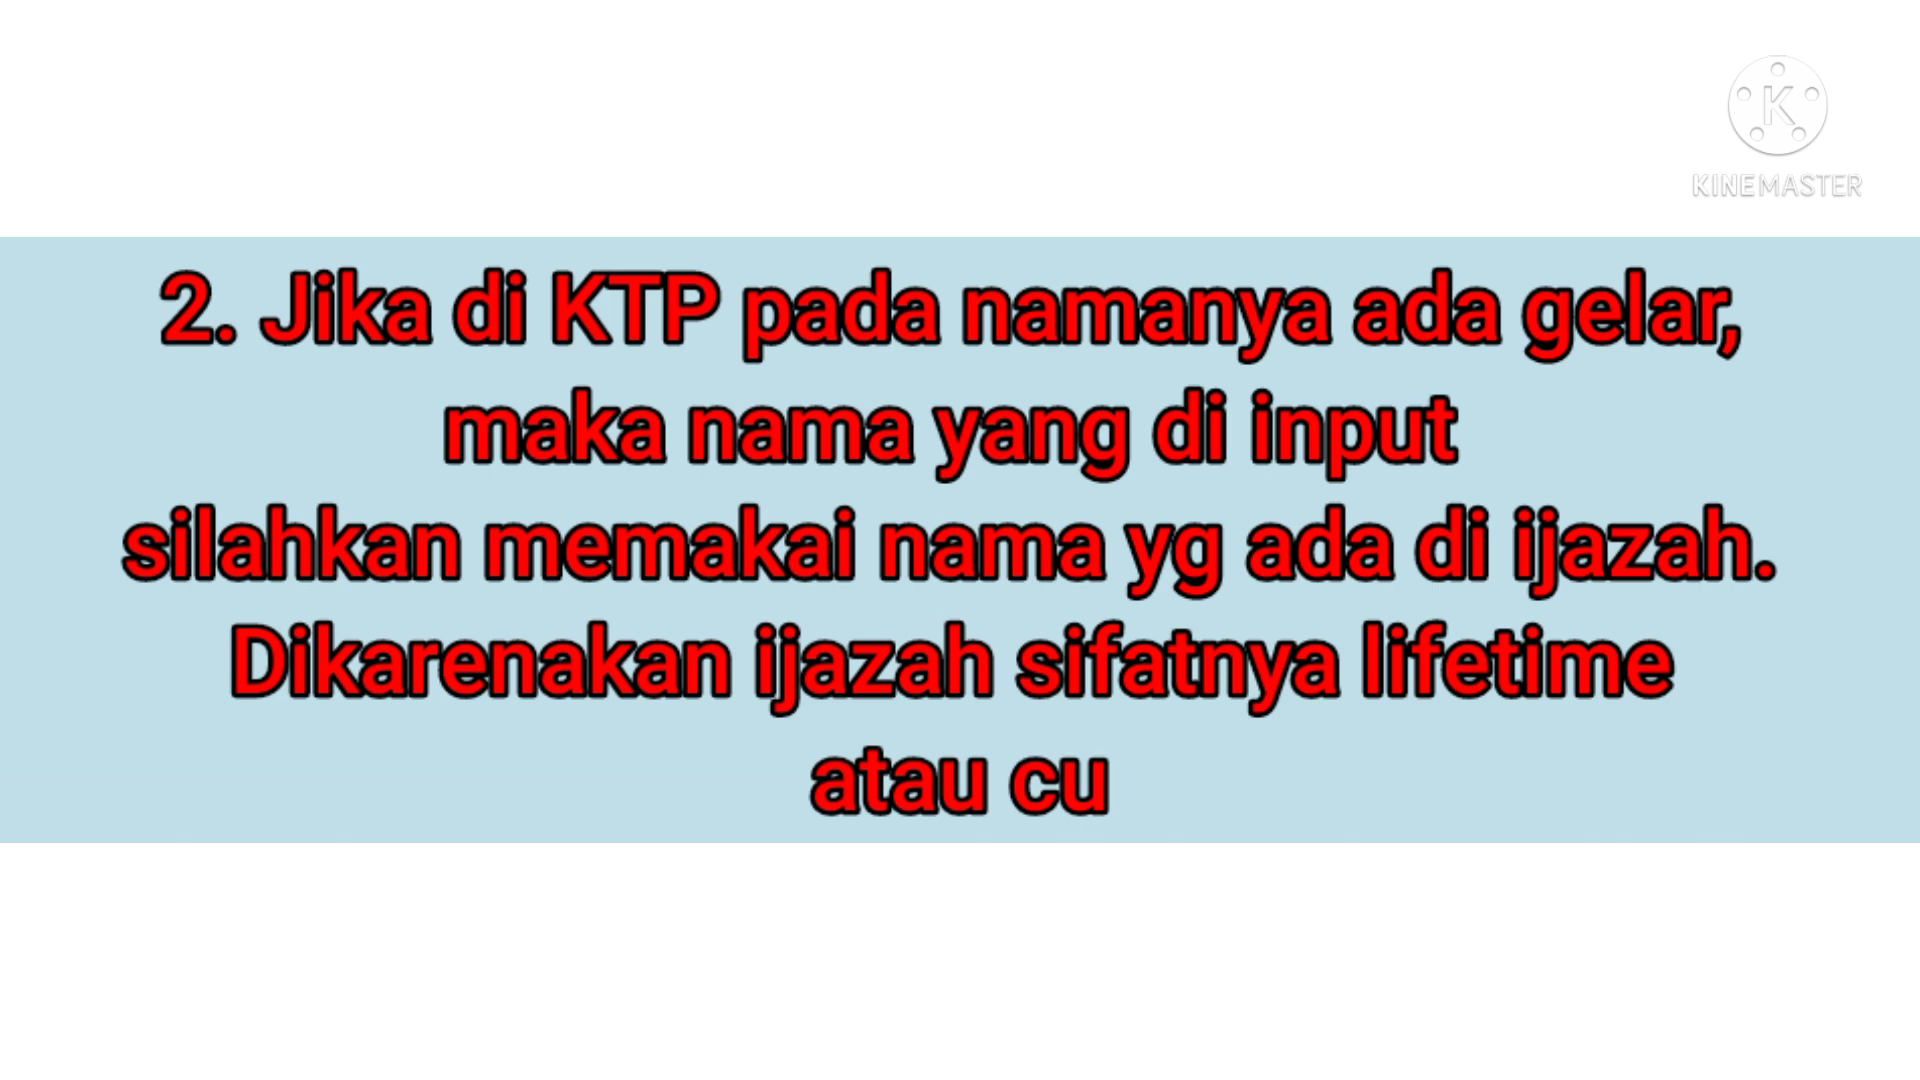 KINEMASTER
2. Jika di KTP pada namanya ada gelar,
maka nama yang di input
silahkan memakai nama yg ada di ijazah.
Dikarenakan ijazah sifatnya lifetime
atau cu